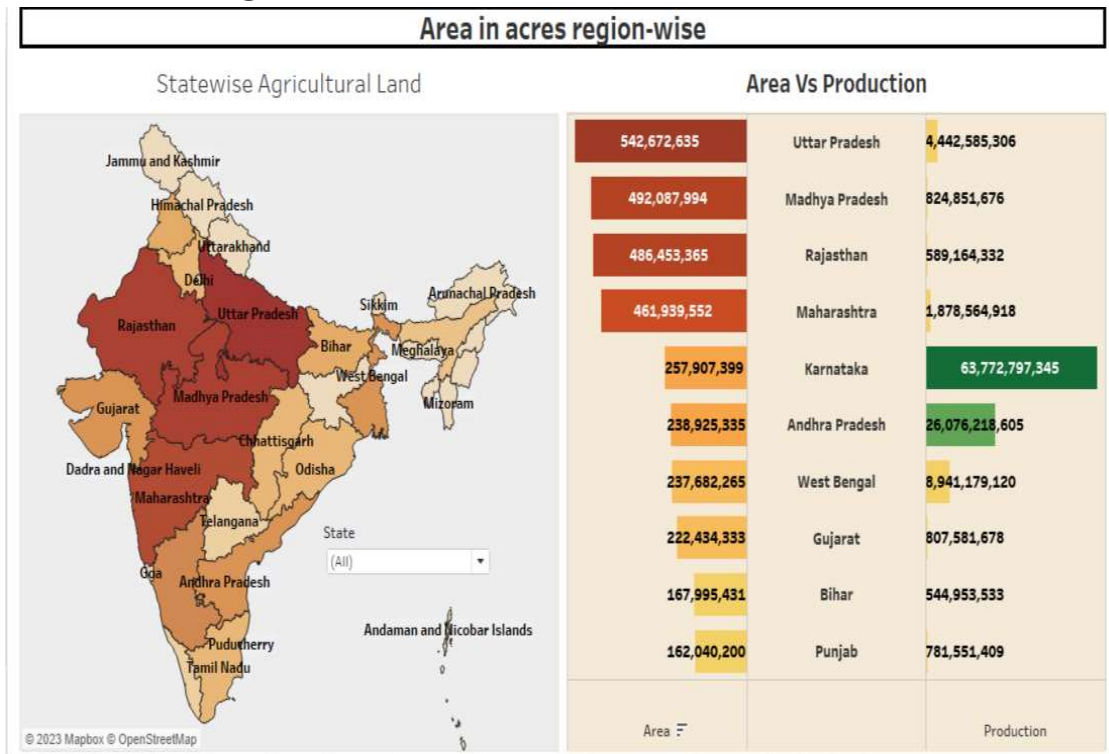 Area in acres region-wise
Statewise Agricultural Land
Jammu and Kashmir
Himachal Pradesh
Uttarakhand
Delhi
Arunachal Pradesh
Sikkim
Rajasthan
Uttar Pradesh
Bihar
Meghalaya
West Bengal
Madhya Pradesh
Mizoram
Gujarat
Chhattisgarh
Dadra and Nagar Haveli
Odisha
Maharashtra
Telangana
State
(All)
Goa
Andhra Pradesh
Andaman and Nicobar Islands
Puducherry
Tamil Nadu
© 2023 Mapbox © OpenStreetMap
Area Vs Production
542,672,635 Uttar Pradesh 4,442,585,306
492,087,994 Madhya Pradesh 824,851,676
486,453,365 Rajasthan 589,164,332
461,939,552 Maharashtra 1,878,564,918
257,907,399 Karnataka 63,772,797,345
238,925,335 Andhra Pradesh 26,076,218,605
237,682,265 West Bengal 8,941,179,120
222,434,333 Gujarat 807,581,678
167,995,431 Bihar 544,953,533
162,040,200 Punjab 781,551,409
Area Production